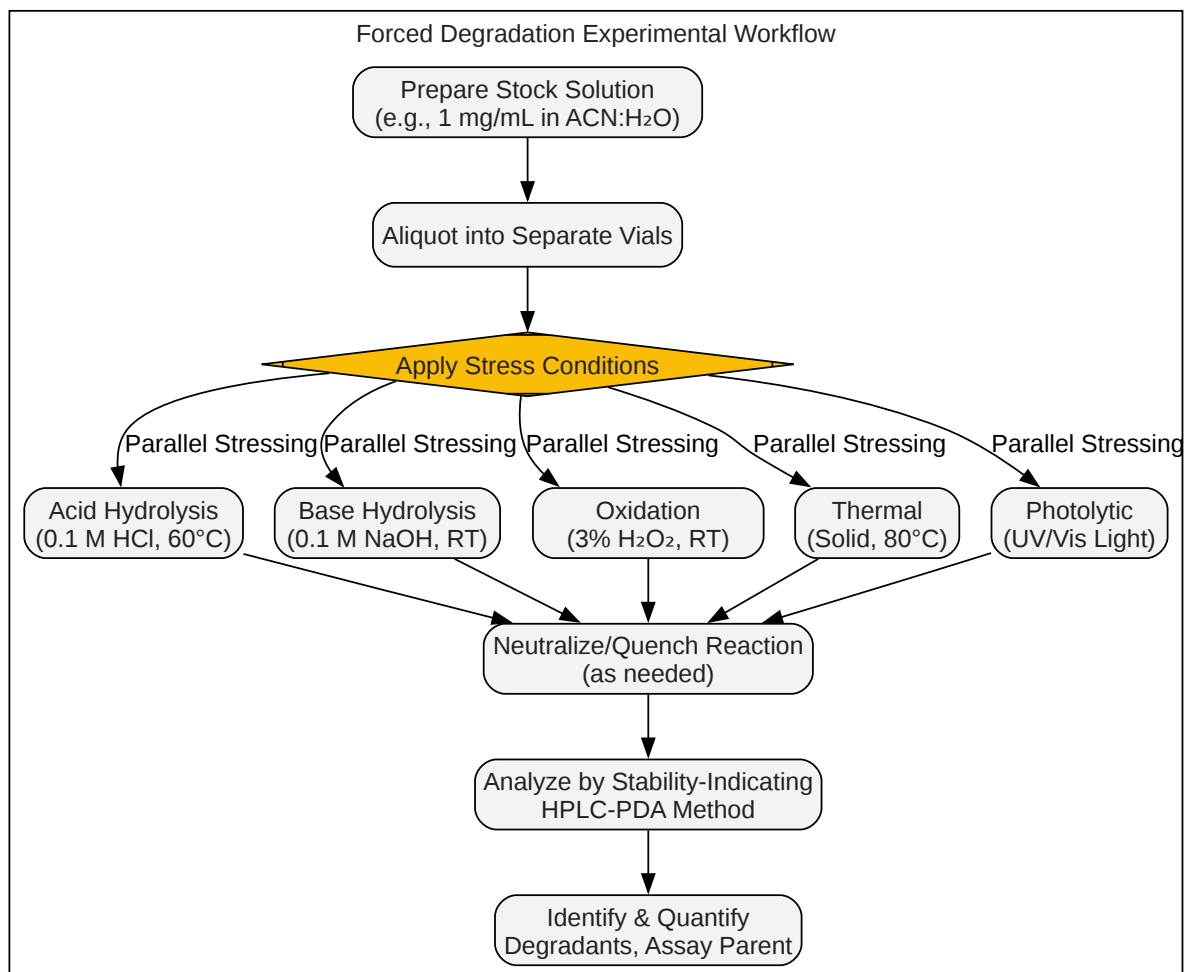 Forced Degradation Experimental Workflow
Prepare Stock Solution
(e.g., 1 mg/mL in ACN:H₂O)
Aliquot into Separate Vials
Apply Stress Conditions
Parallel Stressing
Parallel Stressing
Parallel Stressing
Parallel Stressing
Parallel Stressing
Acid Hydrolysis
(0.1 M HCl, 60°C)
Base Hydrolysis
(0.1 M NaOH, RT)
Oxidation
(3% H₂O₂, RT)
Thermal
(Solid, 80°C)
Photolytic
(UV/Vis Light)
Neutralize/Quench Reaction
(as needed)
Analyze by Stability-Indicating
HPLC-PDA Method
Identify & Quantify
Degradants, Assay Parent